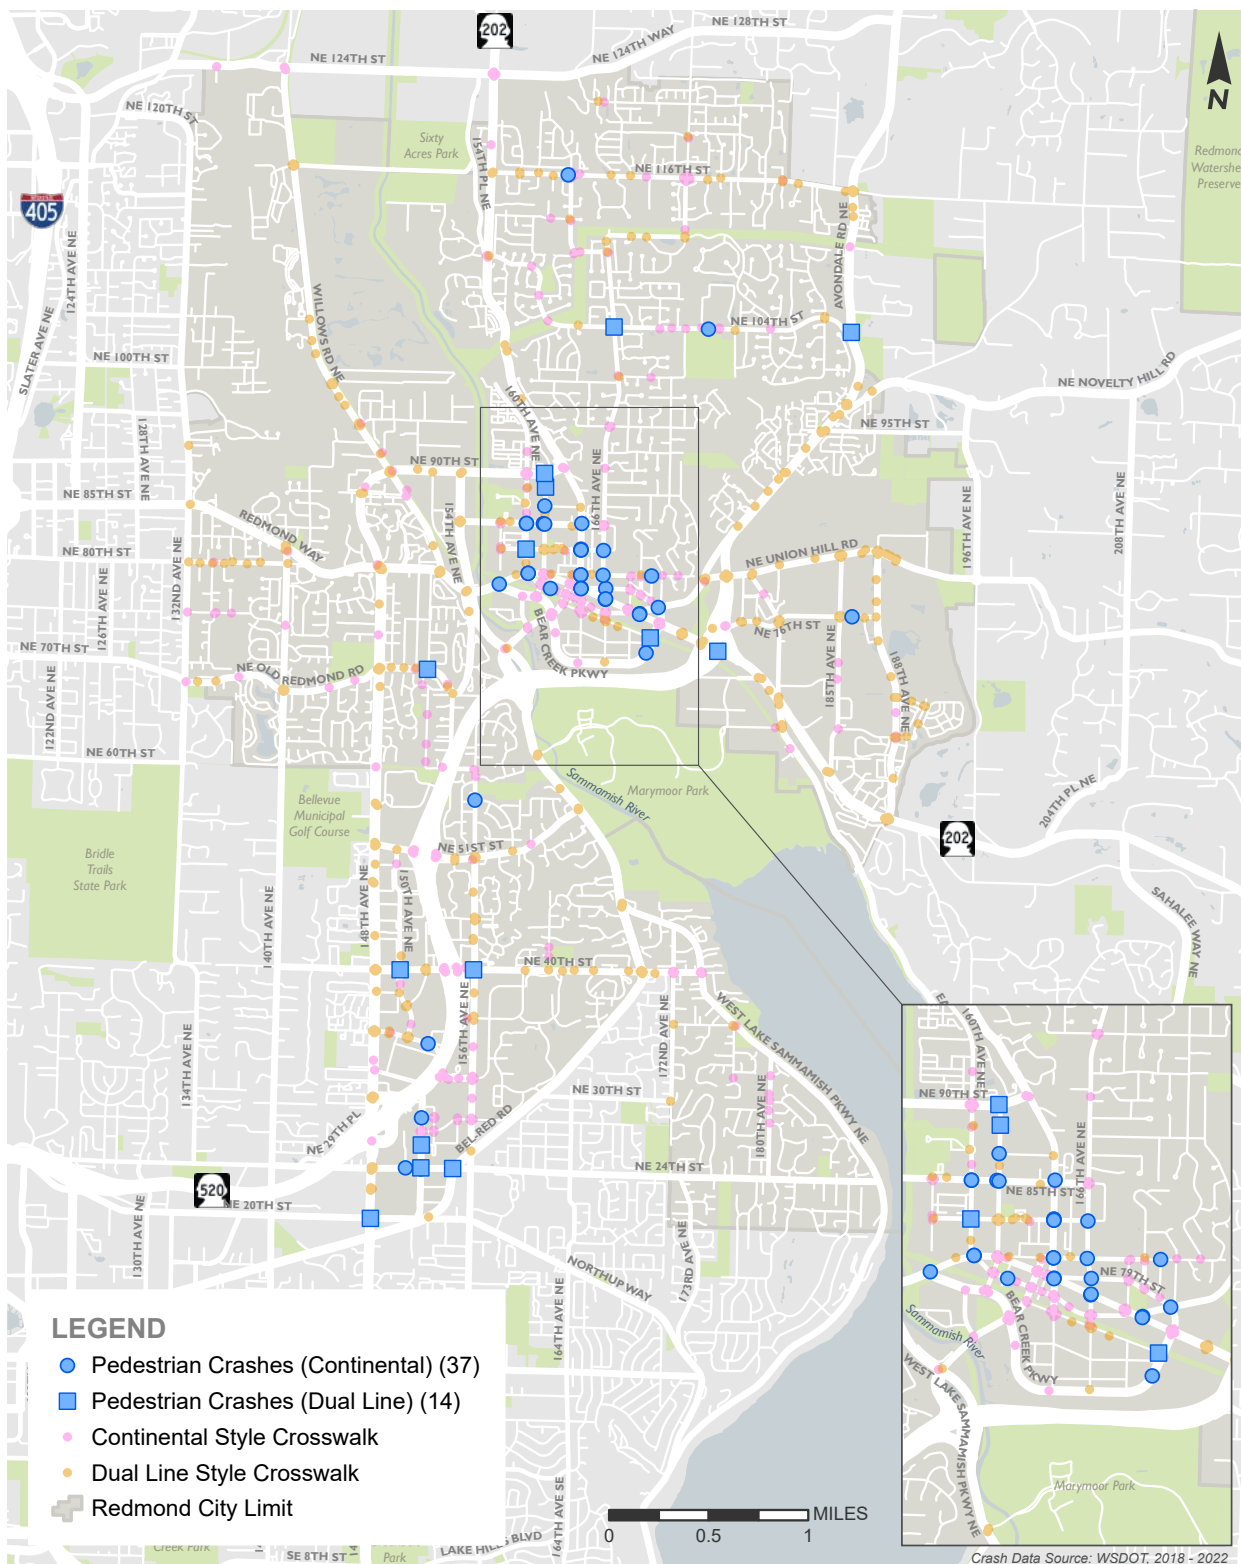 202
NE 128TH ST
NE 124TH WAY
NE 124TH ST
N
NE 120TH ST
Sixty
Acres Park
154TH PL NE
NE 116TH ST
Redmond
Watershed
Preserve
INTERSTATE
405
124TH AVE NE
AVONDALE RD NE
WILLOWS RD NE
NE 104TH ST
SLATER AVE NE
NE 100TH ST
NE NOVELTY HILL RD
160TH AVE NE
128TH AVE NE
NE 95TH ST
NE 90TH ST
166TH AVE NE
NE 85TH ST
154TH AVE NE
196TH AVE NE
208TH AVE NE
REDMOND WAY
NE 80TH ST
NE UNION HILL RD
126TH AVE NE
132ND AVE NE
NE 76TH ST
BEAR CREEK PKWY
NE 70TH ST
NE OLD REDMOND RD
185TH AVE NE
188TH AVE NE
122ND AVE NE
NE 60TH ST
Sammamish River
Marymoor Park
Bellevue
Municipal
Golf Course
204TH PL NE
202
NE 51ST ST
Bridle
Trails
State Park
148TH AVE NE
150TH AVE NE
140TH AVE NE
SAHALEE WAY NE
NE 40TH ST
156TH AVE NE
172ND AVE NE
WEST LAKE SAMMAMISH PKWY NE
EA
160TH AVE NE
134TH AVE NE
NE 30TH ST
180TH AVE NE
NE 90TH ST
NE 29TH PL
BEL-RED RD
166TH AVE NE
NE 24TH ST
520
NE 20TH ST
NE 85TH ST
130TH AVE NE
173RD AVE NE
NORTHUP WAY
NE 79TH ST
164TH AVE NE
BEAR CREEK PKWY
Sammamish River
WEST LAKE SAMMAMISH PKWY NE
LEGEND
Pedestrian Crashes (Continental) (37)
Pedestrian Crashes (Dual Line) (14)
Continental Style Crosswalk
Dual Line Style Crosswalk
Redmond City Limit
164TH AVE SE
Marymoor Park
MILES
0 0.5 1
Creek Park
SE 8TH ST
Park
LAKE HILLS BLVD
Crash Data Source: WSDOT, 2018 - 2022